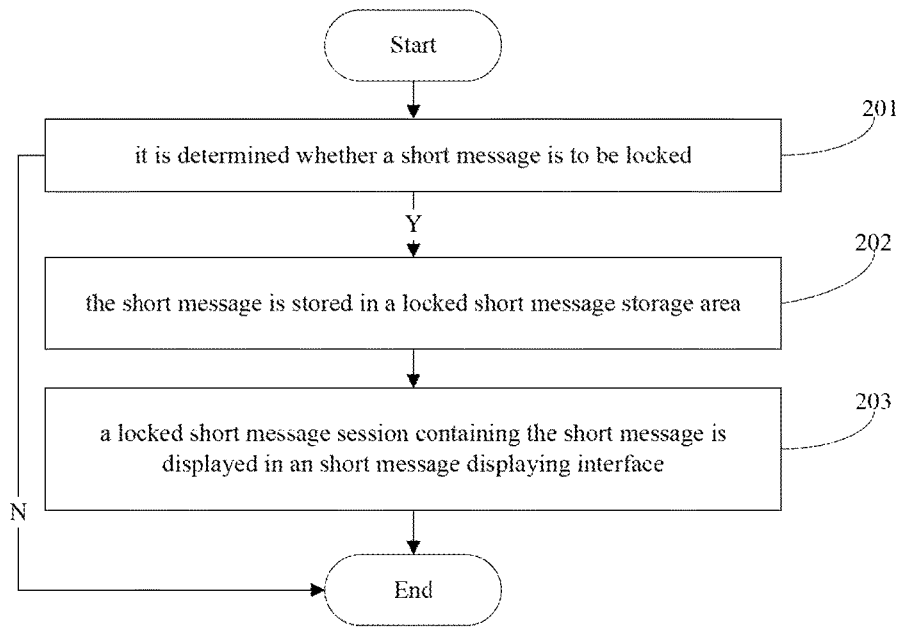 Start
201
it is determined whether a short message is to be locked
Y
202
the short message is stored in a locked short message storage area
203
a locked short message session containing the short message is
displayed in an short message displaying interface
N
End